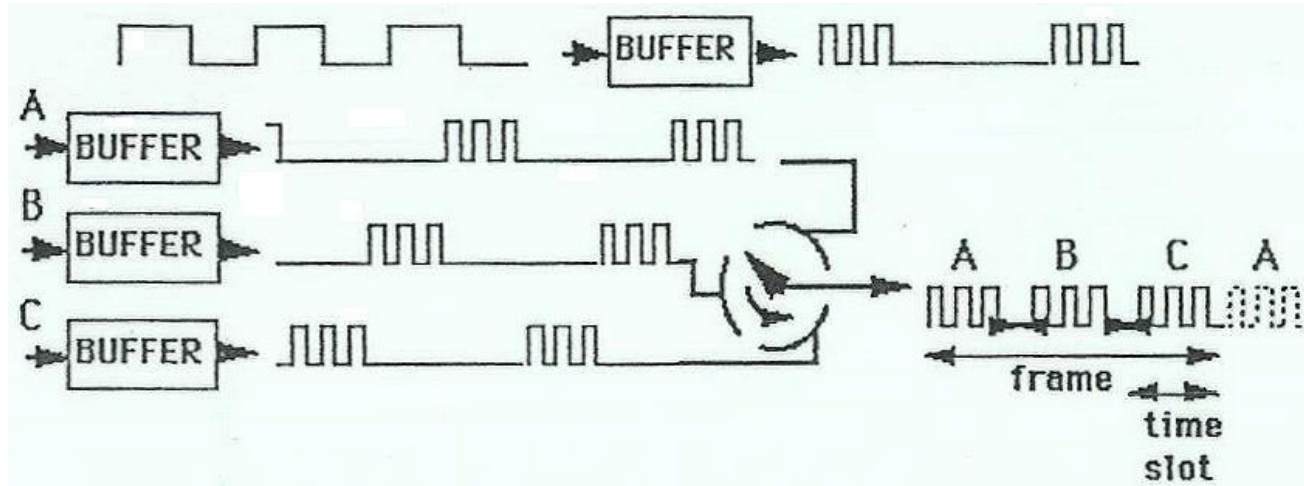 BUFFER
A
BUFFER
B
BUFFER
A B C A
C
BUFFER
frame
time
slot